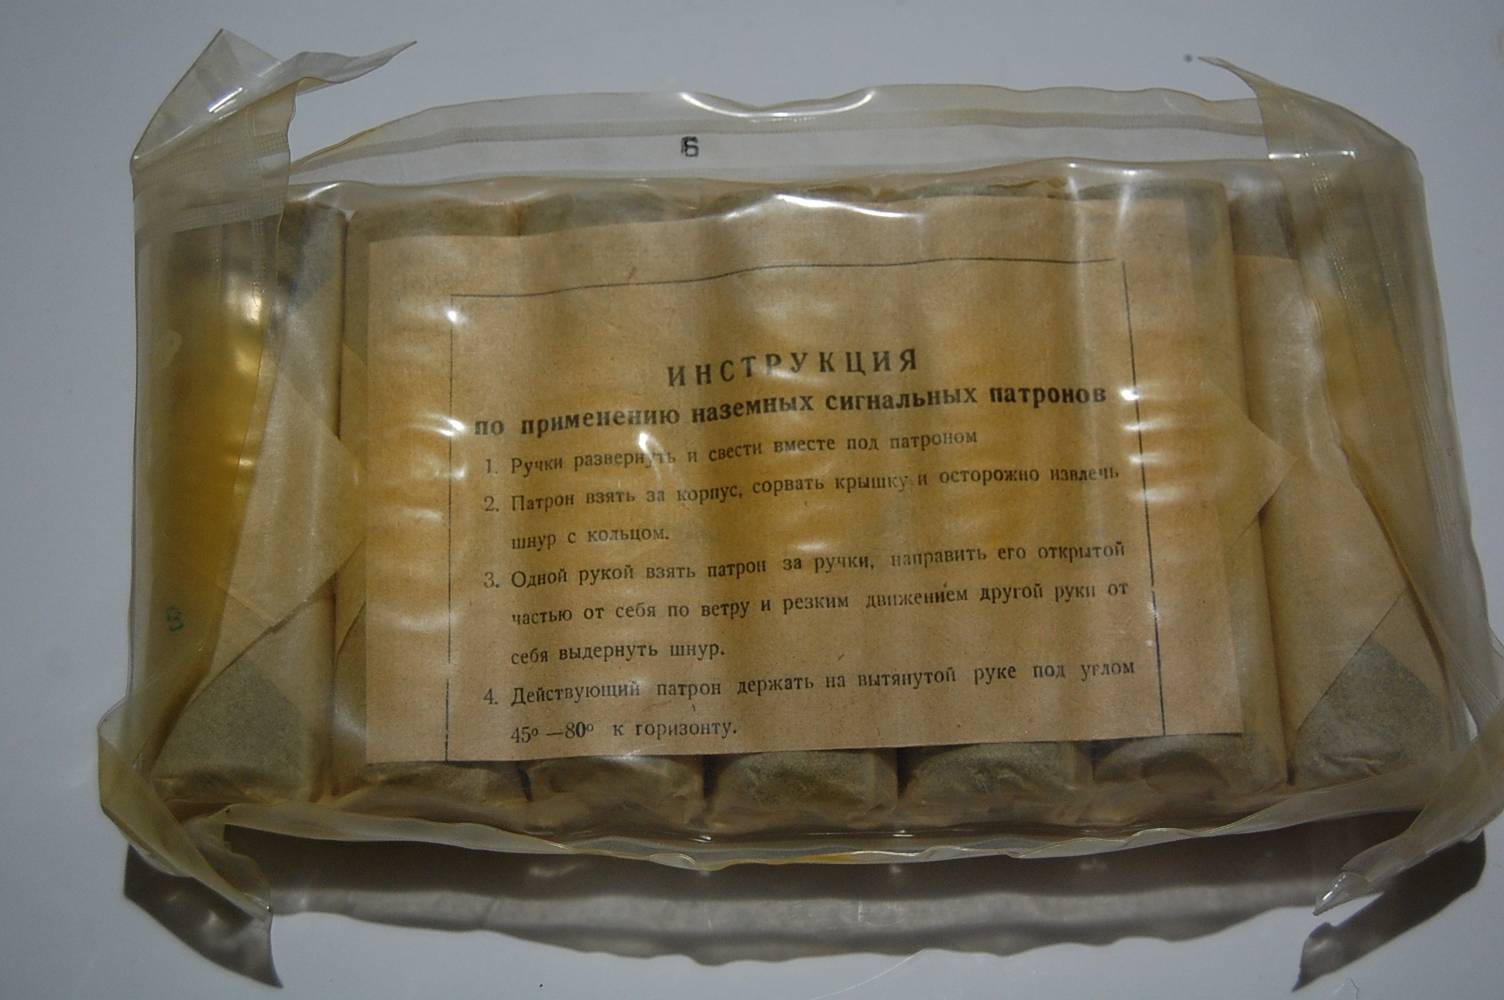 6
ИНСТРУКЦИЯ
по применению наземных сигнальных патронов
1. Ручки развернуть и свести вместе под патроном
2. Патрон взять за корпус, сорвать крышку и осторожно извлечь
шнур с кольцом.
3. Одной рукой взять патрон за ручки, направить его открытой
частью от себя по ветру и резким движением другой руки от
себя выдернуть шнур.
4. Действующий патрон держать на вытянутой руке под углом
45° —80° к горизонту.